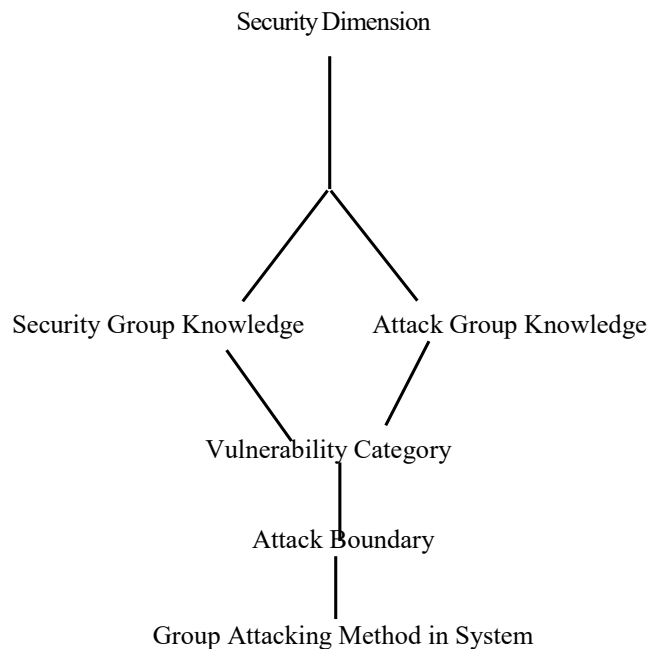 Security Dimension
Security Group Knowledge
Attack Group Knowledge
Vulnerability Category
Attack Boundary
Group Attacking Method in System